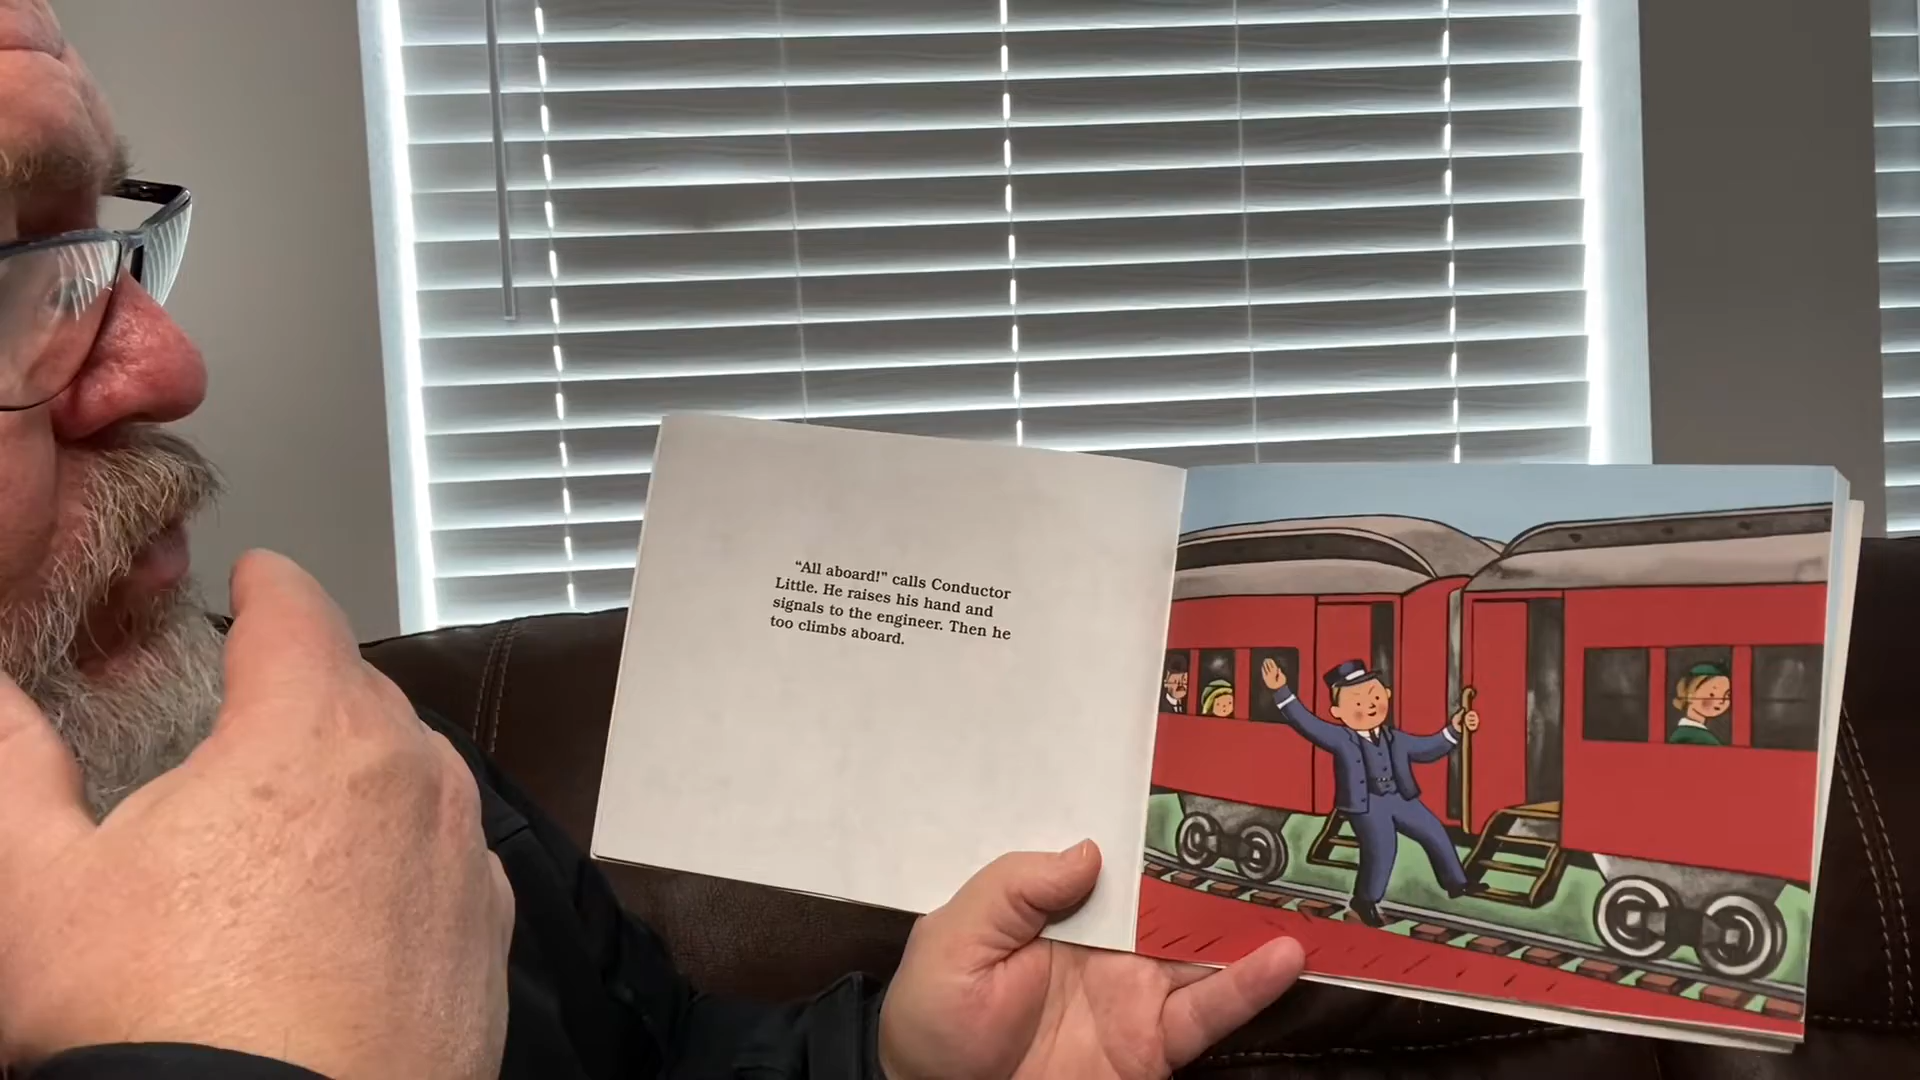 “All aboard!” calls Conductor
Little. He raises his hand and
signals to the engineer. Then he
too climbs aboard.